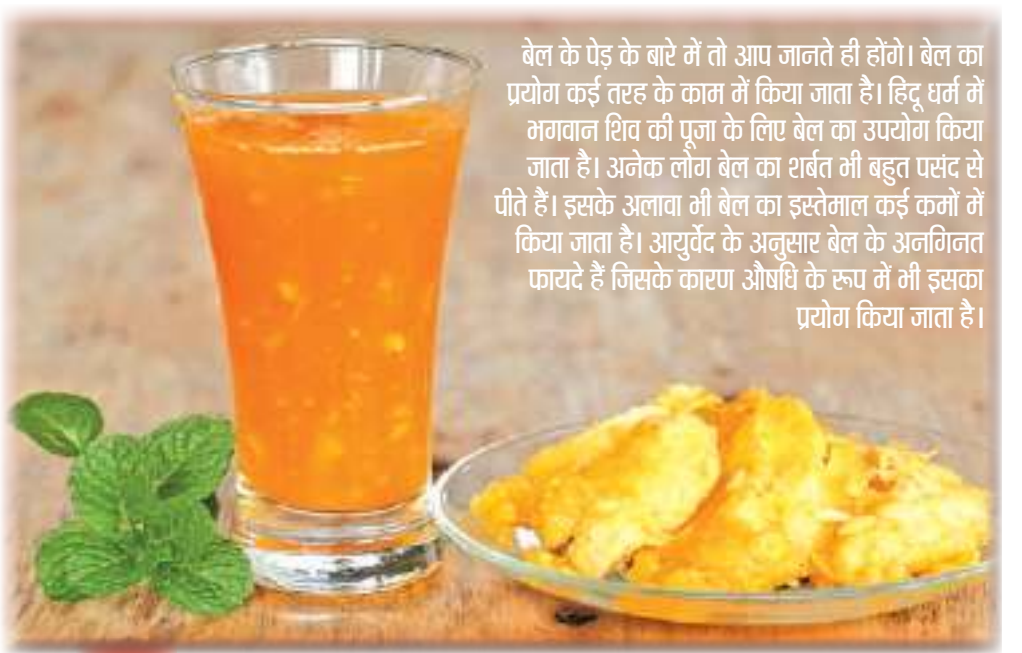 बेल के पेड़ के बारे में तो आप जानते ही होंगे। बेल का
प्रयोग कई तरह के काम में किया जाता है। हिदू धर्म में
भगवान शिव की पूजा के लिए बेल का उपयोग किया
जाता है। अनेक लोग बेल का शर्बत भी बहुत पसंद से
पीते हैं। इसके अलावा भी बेल का इस्तेमाल कई कमों में
किया जाता है। आयुर्वेद के अनुसार बेल के अनगिनत
फायदे हैं जिसके कारण औषधि के रूप में भी इसका
प्रयोग किया जाता है।